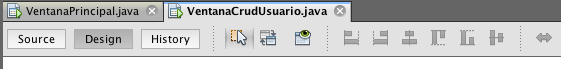 VentanaPrincipal.java VentanaCrudUsuario.java
Source Design History